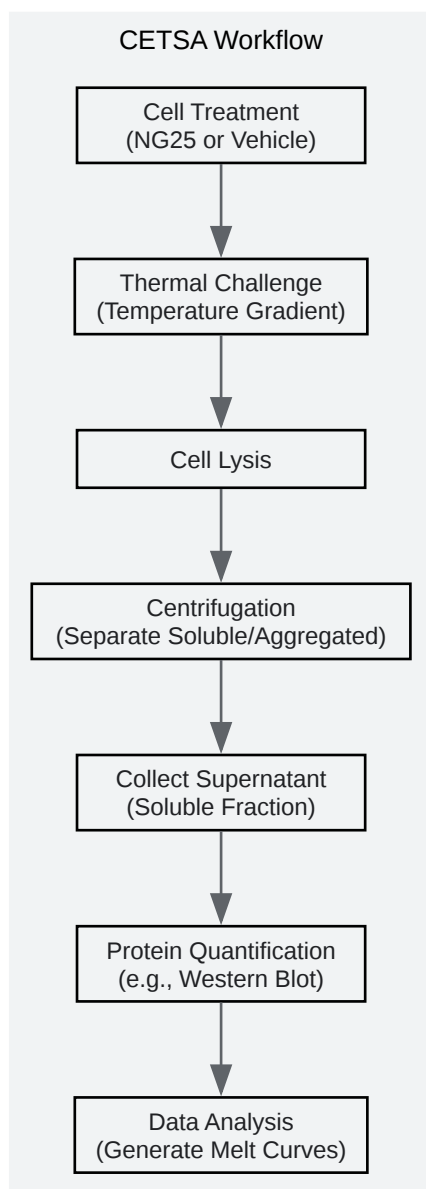 CETSA Workflow
Cell Treatment
(NG25 or Vehicle)
Thermal Challenge
(Temperature Gradient)
Cell Lysis
Centrifugation
(Separate Soluble/Aggregated)
Collect Supernatant
(Soluble Fraction)
Protein Quantification
(e.g., Western Blot)
Data Analysis
(Generate Melt Curves)